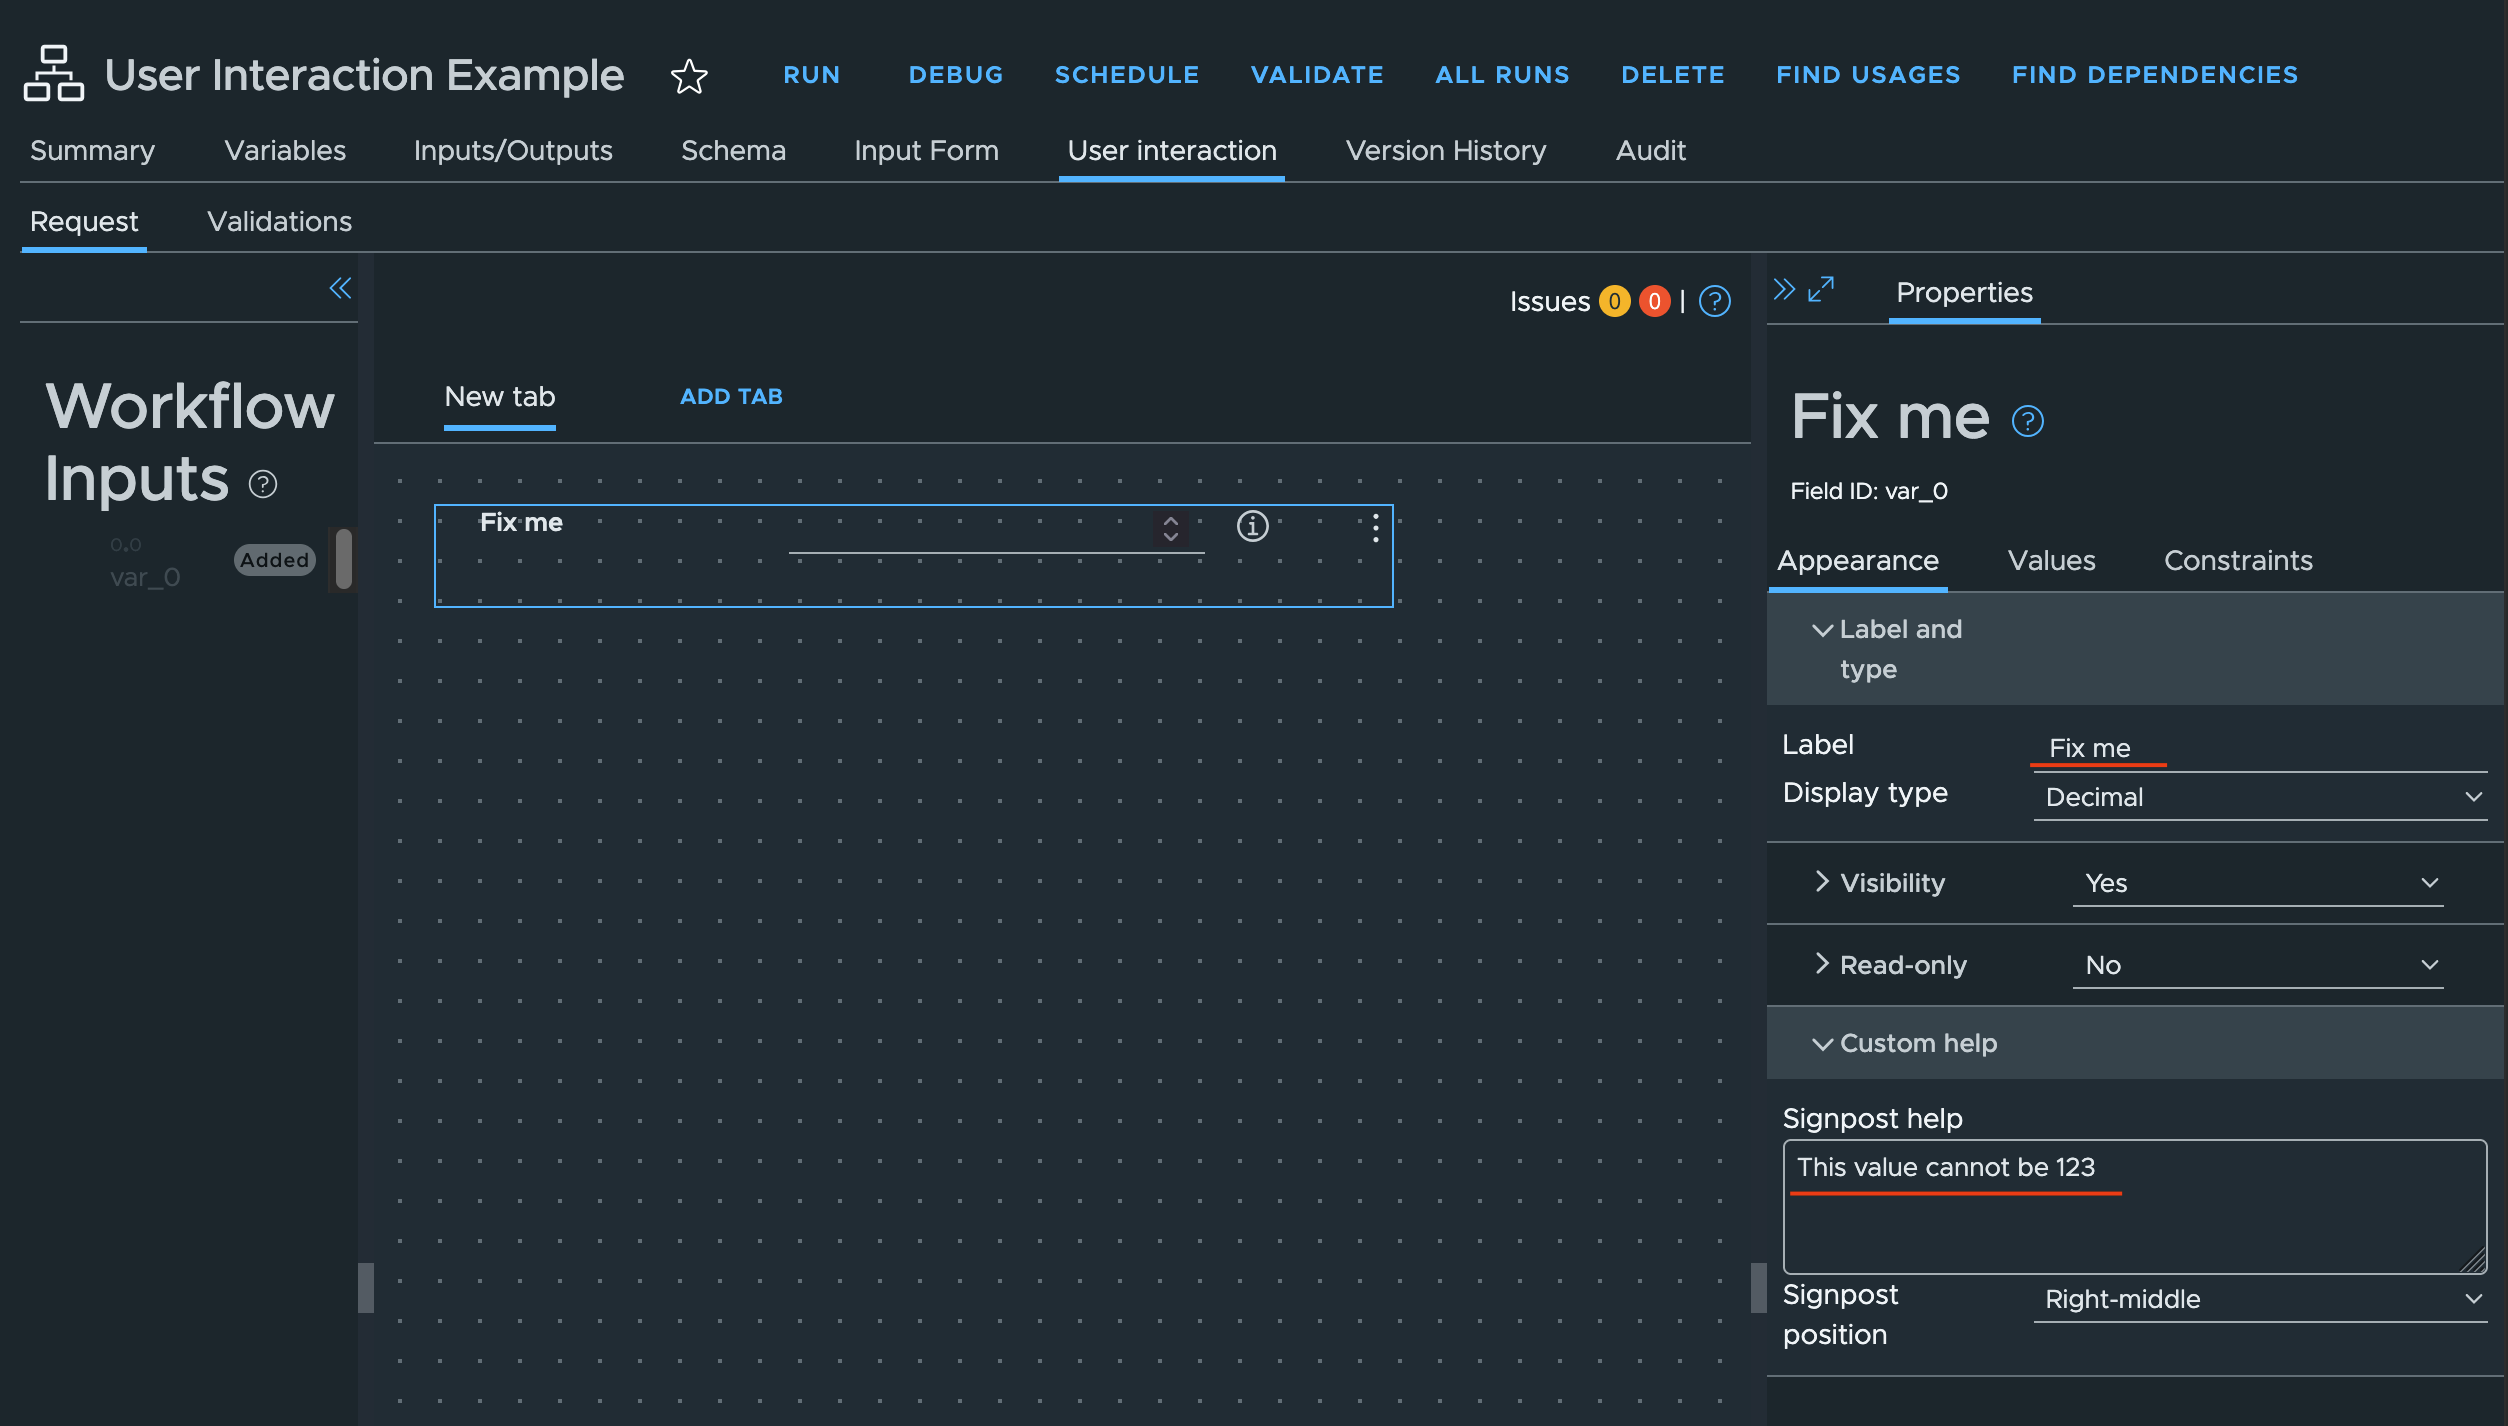 User Interaction Example
RUN DEBUG SCHEDULE VALIDATE ALL RUNS DELETE FIND USAGES FIND DEPENDENCIES
Summary Variables Inputs/Outputs Schema Input Form User interaction Version History Audit
Request Validations
Issues 0 0 | ?
Properties
Workflow
Inputs ?
0.0
var_0
Added
New tab ADD TAB
Fix me
Fix me ?
Field ID: var_0
Appearance Values Constraints
Label and
type
Label Fix me
Display type Decimal
Visibility Yes
Read-only No
Custom help
Signpost help
This value cannot be 123
Signpost
position
Right-middle